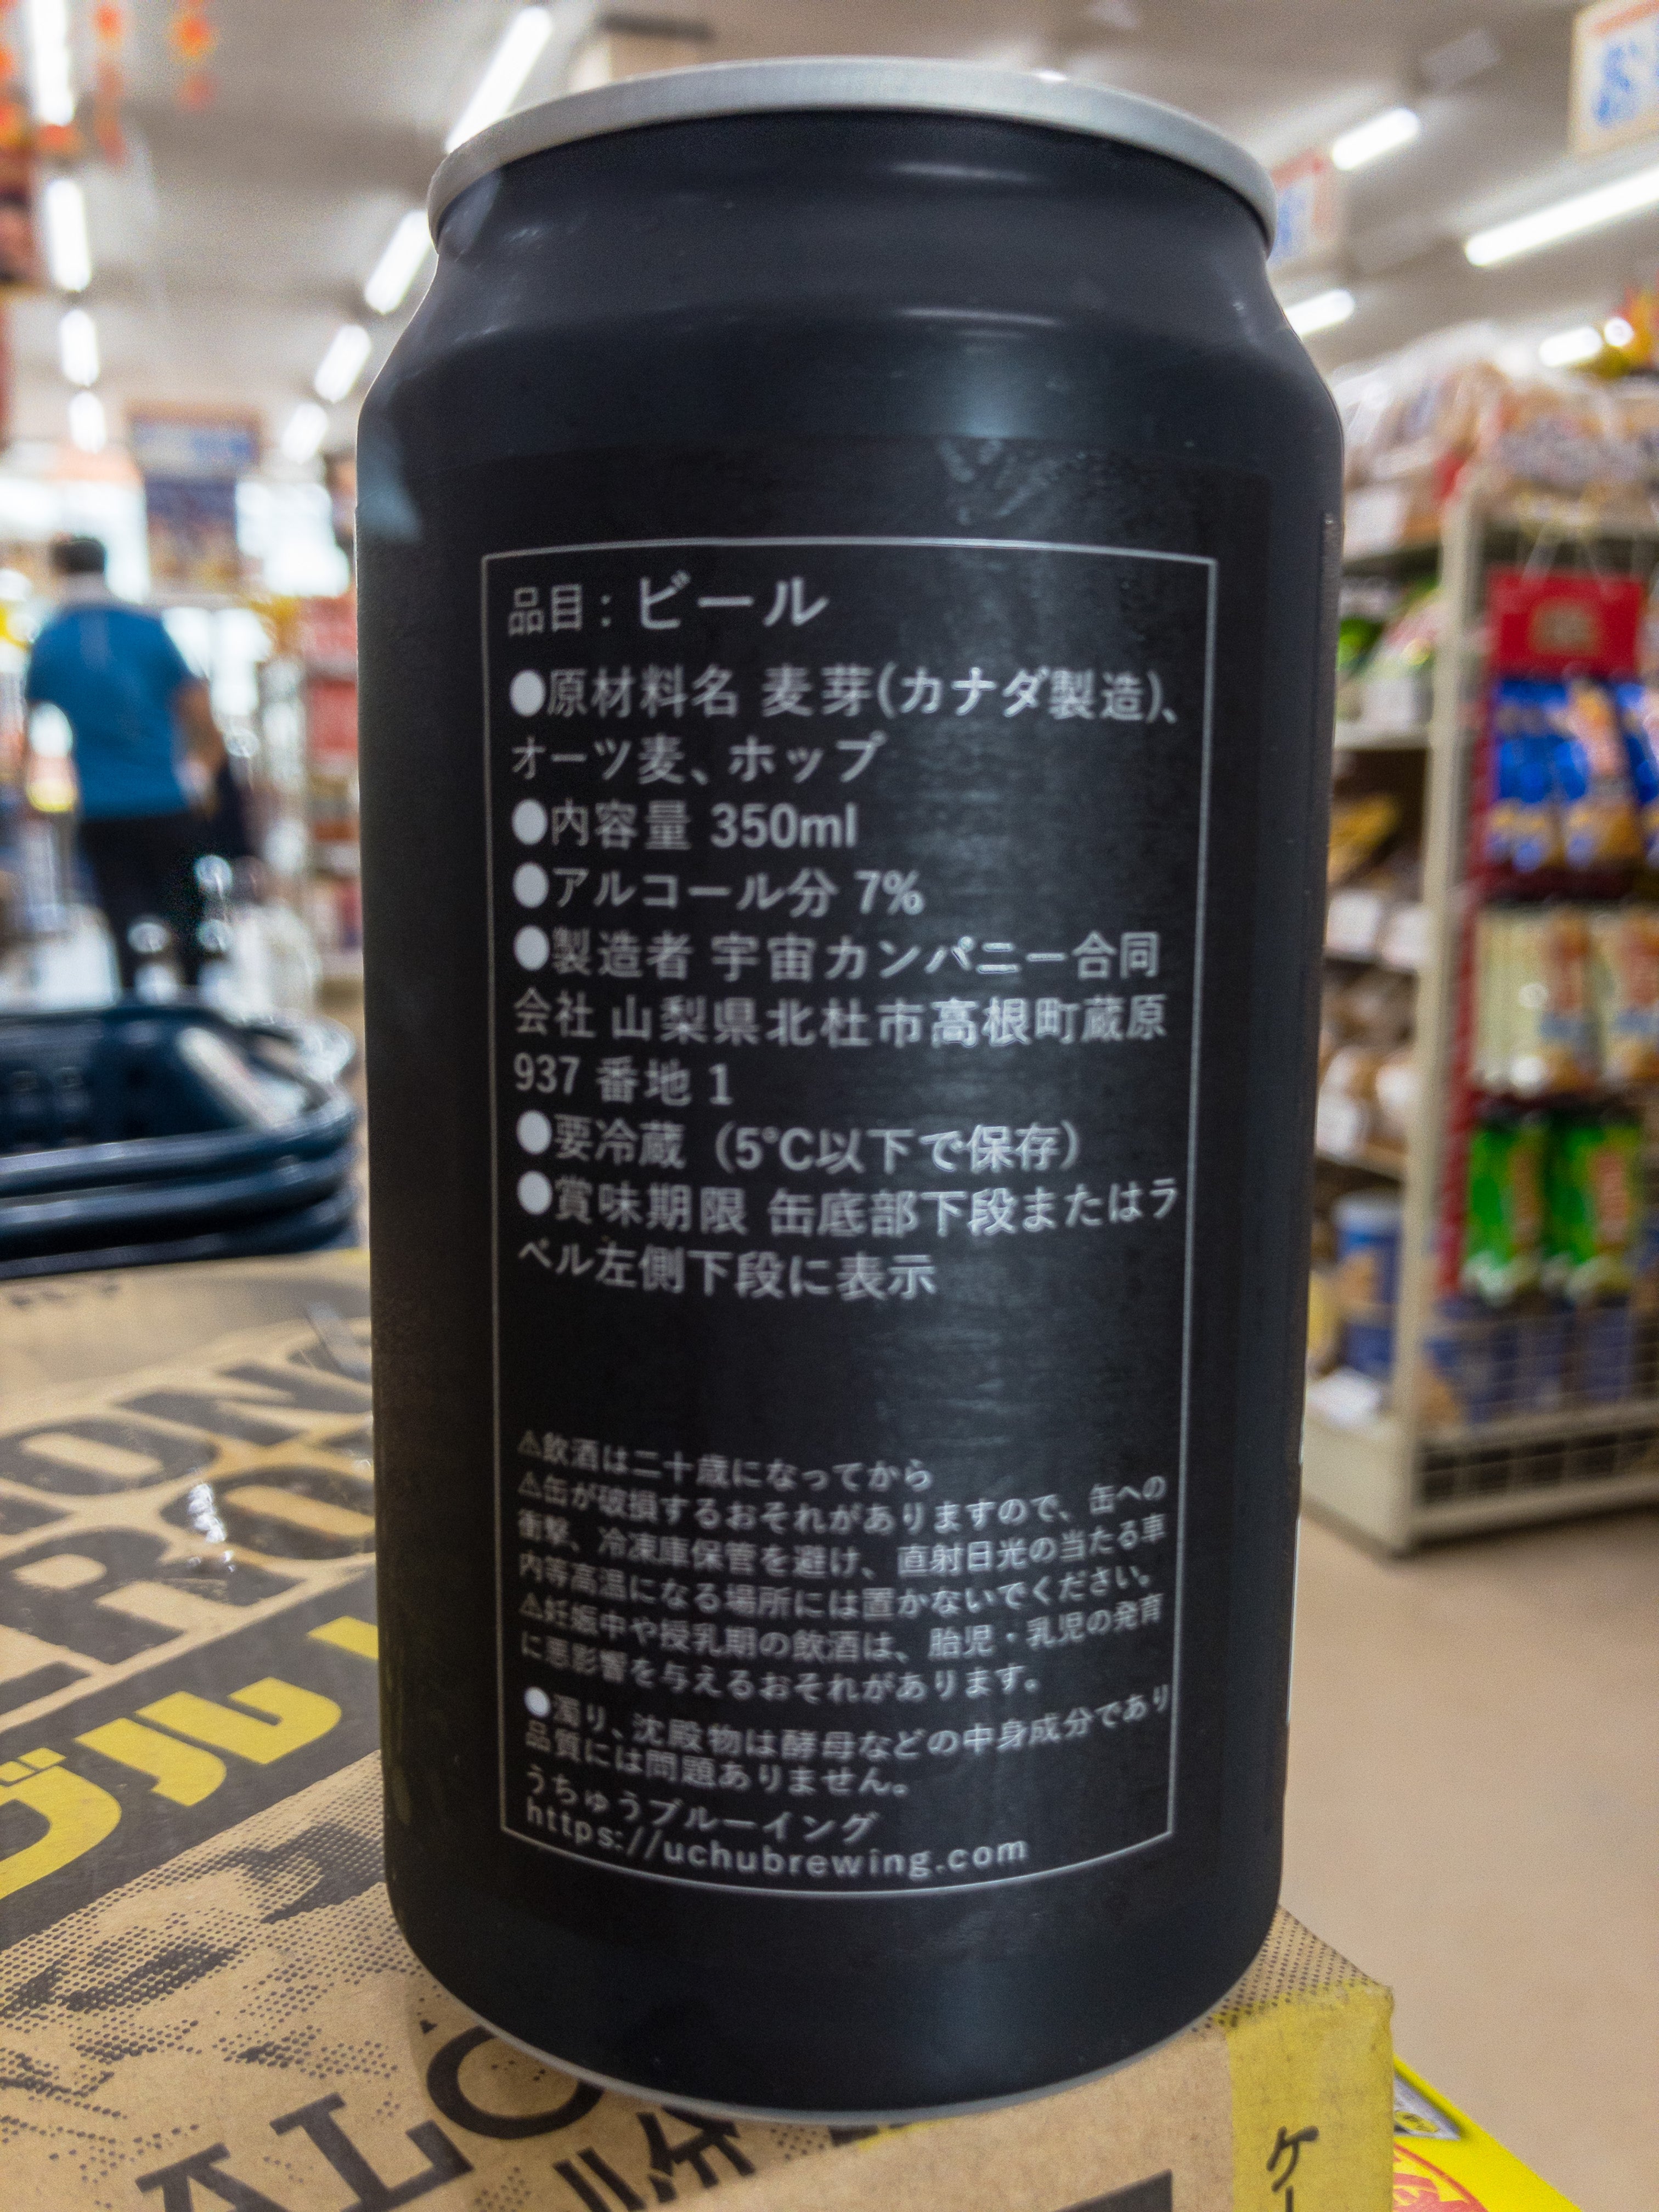 品目:ビール
●原材料名 麦芽(カナダ製造)、
オーツ麦、ホップ
●内容量 350ml
●アルコール分 7%
●製造者 宇宙カンパニー合同
会社 山梨県北杜市高根町蔵原
937 番地 1
●要冷蔵(5℃以下で保存)
●賞味期限 缶底部下段またはラ
ベル左側下段に表示
⚠飲酒は二十歳になってから
⚠缶が破損するおそれがありますので、缶への
衝撃、冷凍庫保管を避け、直射日光の当たる車
内等高温になる場所には置かないでください。
⚠妊娠中や授乳期の飲酒は、胎児・乳児の発育
に悪影響を与えるおそれがあります。
●濁り、沈殿物は酵母などの中身成分であり
品質には問題ありません。
うちゅうブルーイング
https://uchubrewing.com